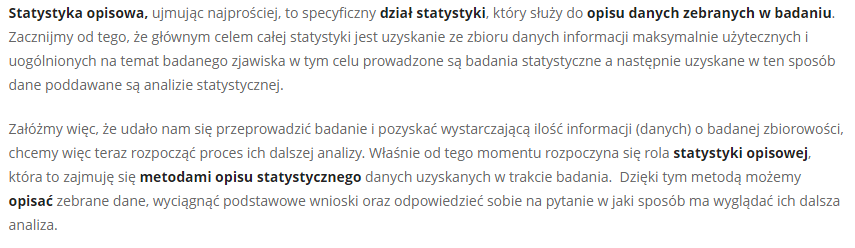 Statystyka opisowa, ujmując najprościej, to specyficzny dział statystyki, który służy do opisu danych zebranych w badaniu.
Zacznijmy od tego, że głównym celem całej statystyki jest uzyskanie ze zbioru danych informacji maksymalnie użytecznych i
uogólnionych na temat badanego zjawiska w tym celu prowadzone są badania statystyczne a następnie uzyskane w ten sposób
dane poddawane są analizie statystycznej.
Załóżmy więc, że udało nam się przeprowadzić badanie i pozyskać wystarczającą ilość informacji (danych) o badanej zbiorowości,
chcemy więc teraz rozpocząć proces ich dalszej analizy. Właśnie od tego momentu rozpoczyna się rola statystyki opisowej,
która to zajmuję się metodami opisu statystycznego danych uzyskanych w trakcie badania. Dzięki tym metodą możemy
opisać zebrane dane, wyciągnąć podstawowe wnioski oraz odpowiedzieć sobie na pytanie w jaki sposób ma wyglądać ich dalsza
analiza.